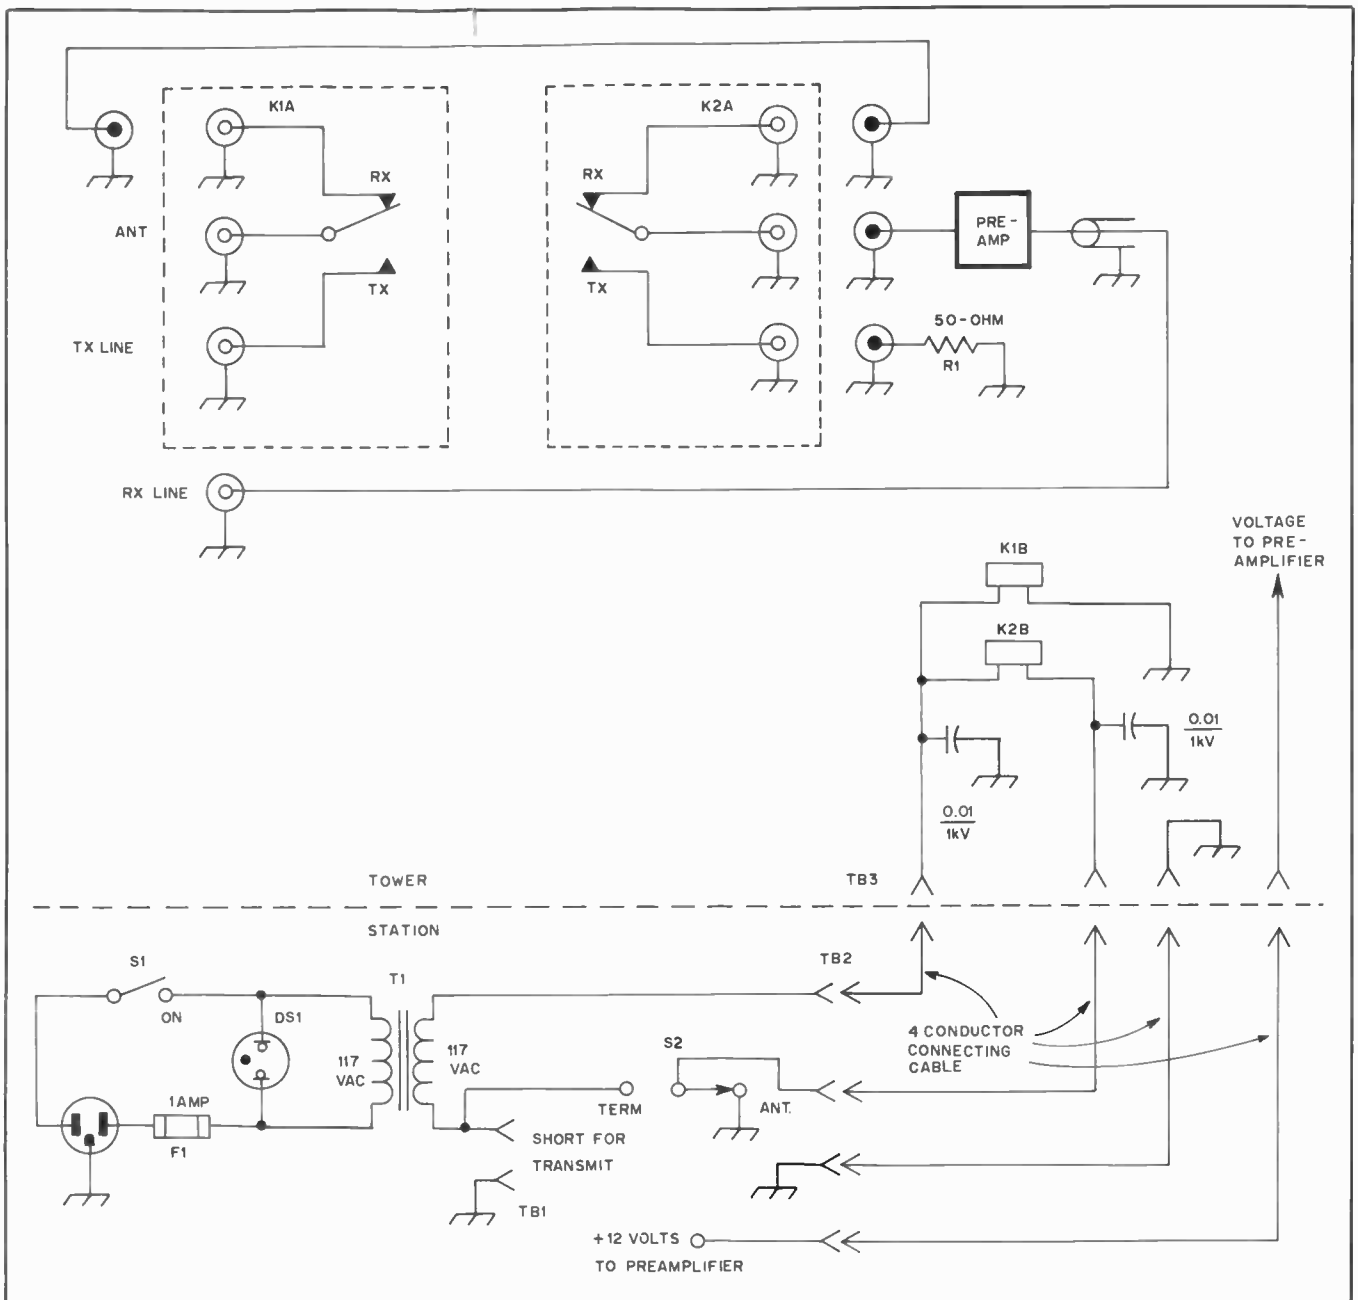 K1A
K2A
RX
RX
ANT
PRE-
AMP
TX
TX
TX LINE
50-OHM
R1
RX LINE
VOLTAGE
TO PRE-
AMPLIFIER
K1B
K2B
0.01
1kV
0.01
1kV
TOWER
TB3
STATION
S1
T1
TB2
ON
DS1
117
VAC
117
VAC
S2
4 CONDUCTOR
CONNECTING
CABLE
1AMP
F1
TERM
ANT.
SHORT FOR
TRANSMIT
TB1
+12 VOLTS
TO PREAMPLIFIER